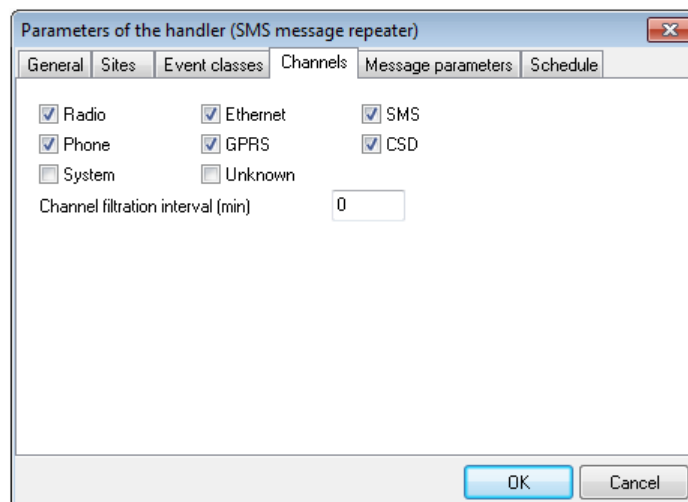 Parameters of the handler (SMS message repeater)
General Sites Event classes Channels Message parameters Schedule
Radio Ethernet SMS
Phone GPRS CSD
System Unknown
Channel filtration interval (min) 0
OK Cancel